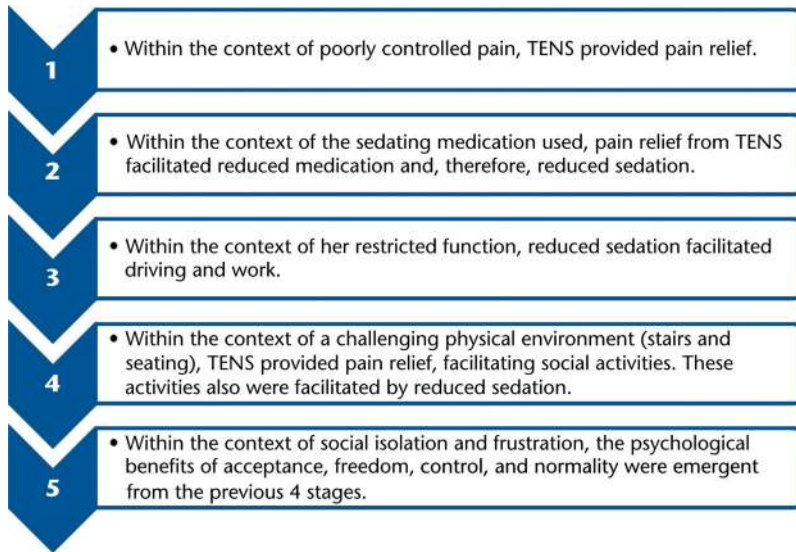 1
• Within the context of poorly controlled pain, TENS provided pain relief.
2
• Within the context of the sedating medication used, pain relief from TENS
facilitated reduced medication and, therefore, reduced sedation.
3
• Within the context of her restricted function, reduced sedation facilitated
driving and work.
4
• Within the context of a challenging physical environment (stairs and
seating), TENS provided pain relief, facilitating social activities. These
activities also were facilitated by reduced sedation.
5
• Within the context of social isolation and frustration, the psychological
benefits of acceptance, freedom, control, and normality were emergent
from the previous 4 stages.